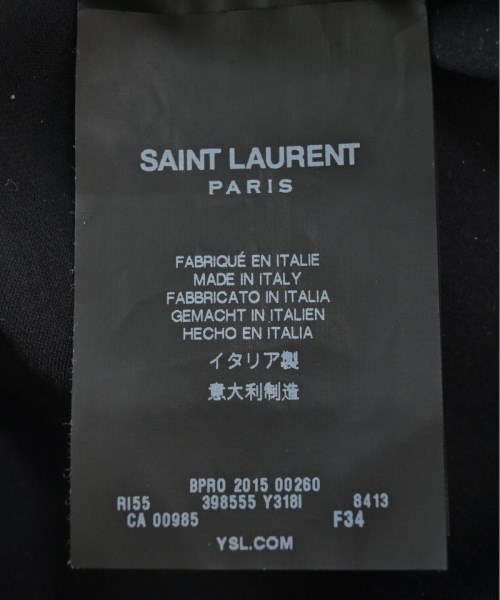 SAINT LAURENT
PARIS
FABRIQUÉ EN ITALIE
MADE IN ITALY
FABBRICATO IN ITALIA
GEMACHT IN ITALIEN
HECHO EN ITALIA
イタリア製
意大利制造
BPRO 2015 00260
RI55 398555 Y318I 8413
CA 00985 F34
YSL.COM